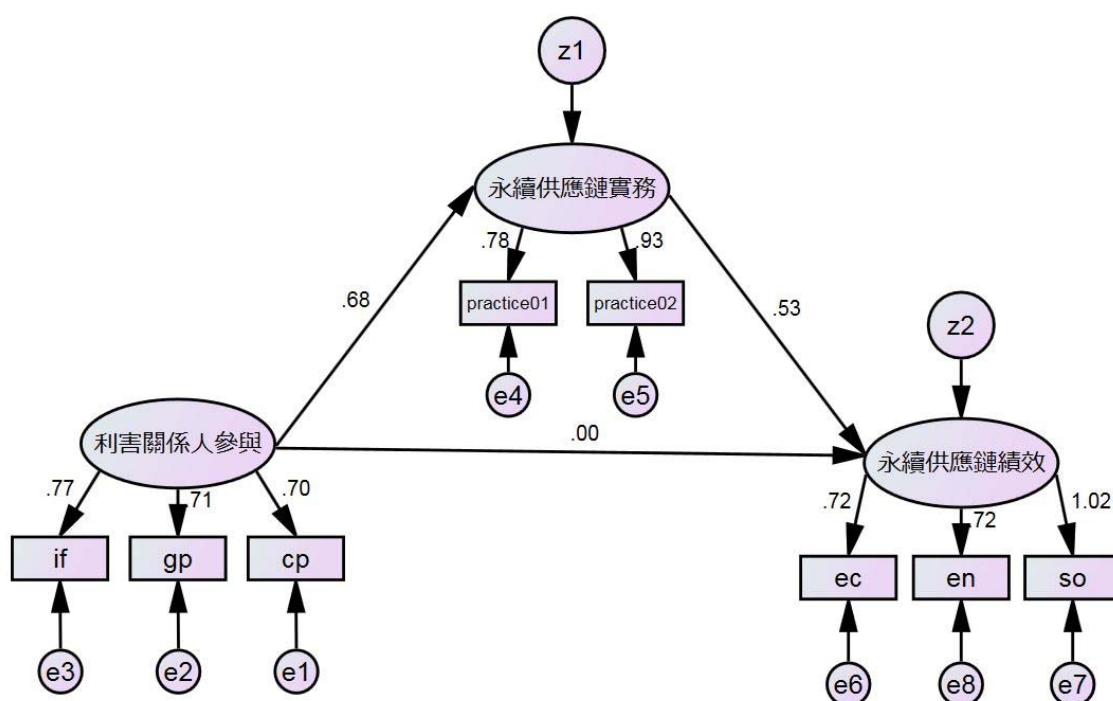 z1
永續供應鏈實務
.78
.93
practice01
practice02
.68
.53
e4
e5
z2
利害關係人參與
.00
永續供應鏈績效
.77
.71
.70
.72
.72
1.02
if
gp
cp
ec
en
so
e3
e2
e1
e6
e8
e7